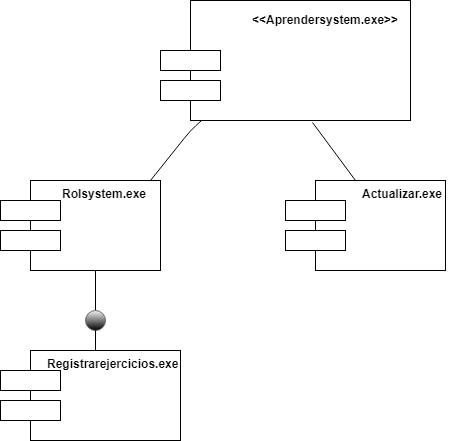 <<Aprendersystem.exe>>
Rolsystem.exe
Actualizar.exe
Registrarejercicios.exe